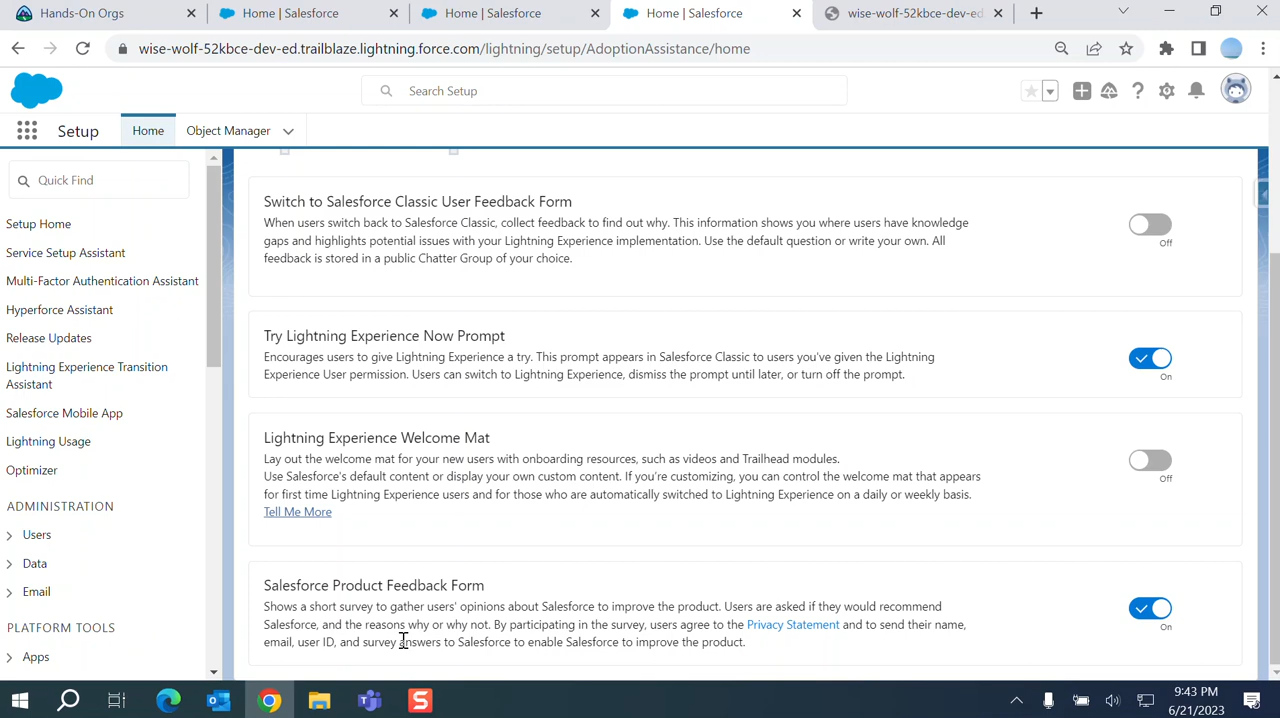 Hands-On Orgs
Home | Salesforce
Home | Salesforce
Home | Salesforce
wise-wolf-52kbce-dev-ed
wise-wolf-52kbce-dev-ed.trailblaze.lightning.force.com/lightning/setup/AdoptionAssistance/home
Search Setup
Setup
Home
Object Manager
Quick Find
Setup Home
Service Setup Assistant
Multi-Factor Authentication Assistant
Hyperforce Assistant
Release Updates
Lightning Experience Transition
Assistant
Salesforce Mobile App
Lightning Usage
Optimizer
ADMINISTRATION
Users
Data
Email
PLATFORM TOOLS
Apps
Switch to Salesforce Classic User Feedback Form
When users switch back to Salesforce Classic, collect feedback to find out why. This information shows you where users have knowledge
gaps and highlights potential issues with your Lightning Experience implementation. Use the default question or write your own. All
feedback is stored in a public Chatter Group of your choice.
Off
Try Lightning Experience Now Prompt
Encourages users to give Lightning Experience a try. This prompt appears in Salesforce Classic to users you've given the Lightning
Experience User permission. Users can switch to Lightning Experience, dismiss the prompt until later, or turn off the prompt.
On
Lightning Experience Welcome Mat
Lay out the welcome mat for your new users with onboarding resources, such as videos and Trailhead modules.
Use Salesforce's default content or display your own custom content. If you're customizing, you can control the welcome mat that appears
for first time Lightning Experience users and for those who are automatically switched to Lightning Experience on a daily or weekly basis.
Tell Me More
Off
Salesforce Product Feedback Form
Shows a short survey to gather users' opinions about Salesforce to improve the product. Users are asked if they would recommend
Salesforce, and the reasons why or why not. By participating in the survey, users agree to the Privacy Statement and to send their name,
email, user ID, and survey answers to Salesforce to enable Salesforce to improve the product.
On
9:43 PM
6/21/2023